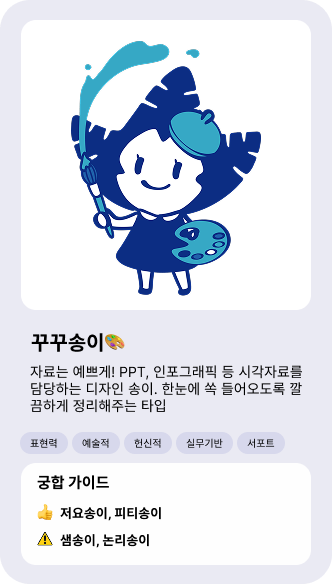 꾸꾸송이🎨
자료는 예쁘게! PPT, 인포그래픽 등 시각자료를
담당하는 디자인 송이. 한눈에 쏙 들어오도록 깔
끔하게 정리해주는 타입
표현력 예술적 헌신적 실무기반 서포트
궁합 가이드
👍 저요송이, 피티송이
⚠️ 샘송이, 논리송이